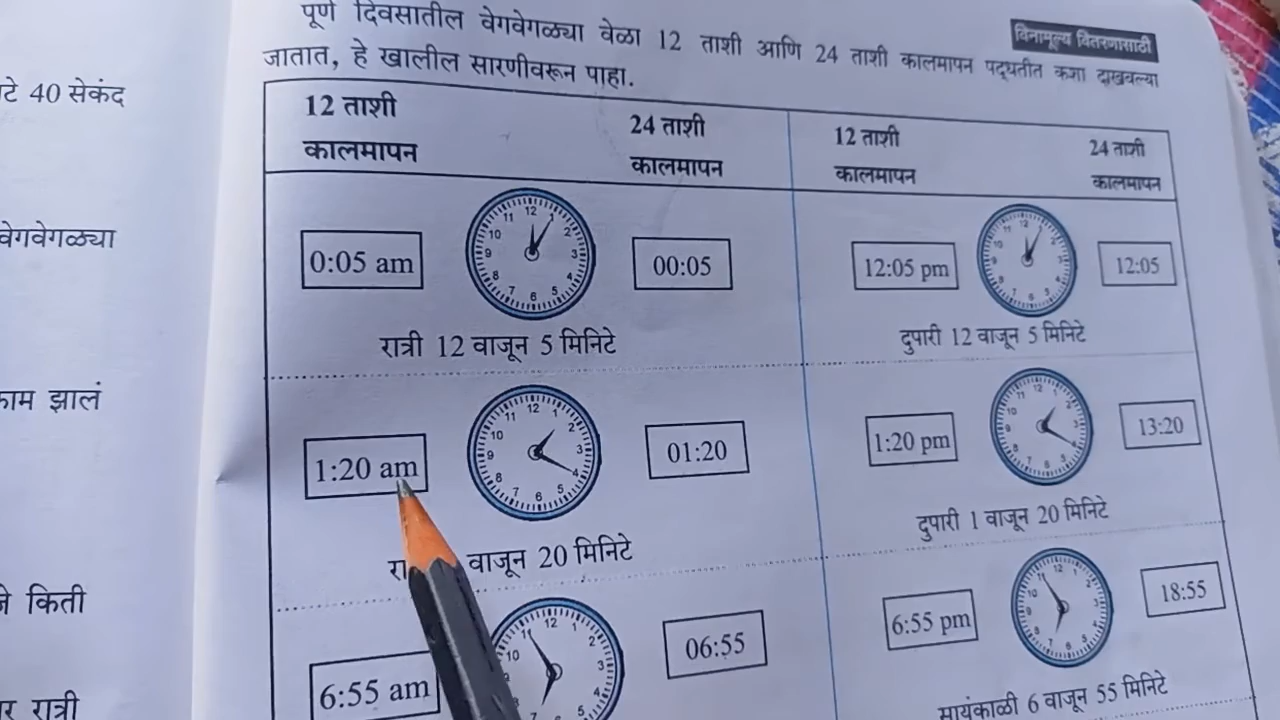 विनामूल्य वितरणासाठी
पूर्ण दिवसातील वेगवेगळ्या वेळा 12 ताशी आणि 24 ताशी कालमापन पद्धतीत कशा दाखवल्या
जातात, हे खालील सारणीवरून पाहा.
12 ताशी कालमापन
24 ताशी कालमापन
12 ताशी कालमापन
24 ताशी कालमापन
0:05 am
00:05
12:05 pm
12:05
रात्री 12 वाजून 5 मिनिटे
दुपारी 12 वाजून 5 मिनिटे
1:20 am
01:20
1:20 pm
13:20
वाजून 20 मिनिटे
दुपारी 1 वाजून 20 मिनिटे
6:55 am
06:55
6:55 pm
18:55
सायंकाळी 6 वाजून 55 मिनिटे
40 सेकंद
वेगवेगळ्या
झालं
किती
रात्री